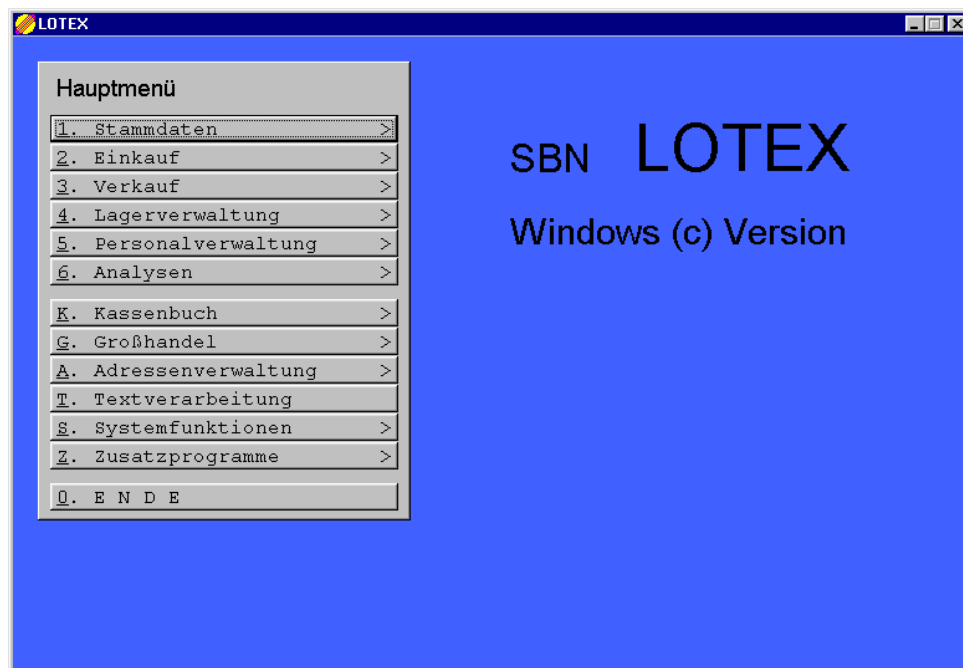 LOTEX
Hauptmenü
1. Stammdaten >
2. Einkauf >
3. Verkauf >
4. Lagerverwaltung >
5. Personalverwaltung >
6. Analysen >
K. Kassenbuch >
G. Großhandel >
A. Adressenverwaltung >
T. Textverarbeitung
S. Systemfunktionen >
Z. Zusatzprogramme >
0. E N D E
SBN LOTEX
Windows (c) Version